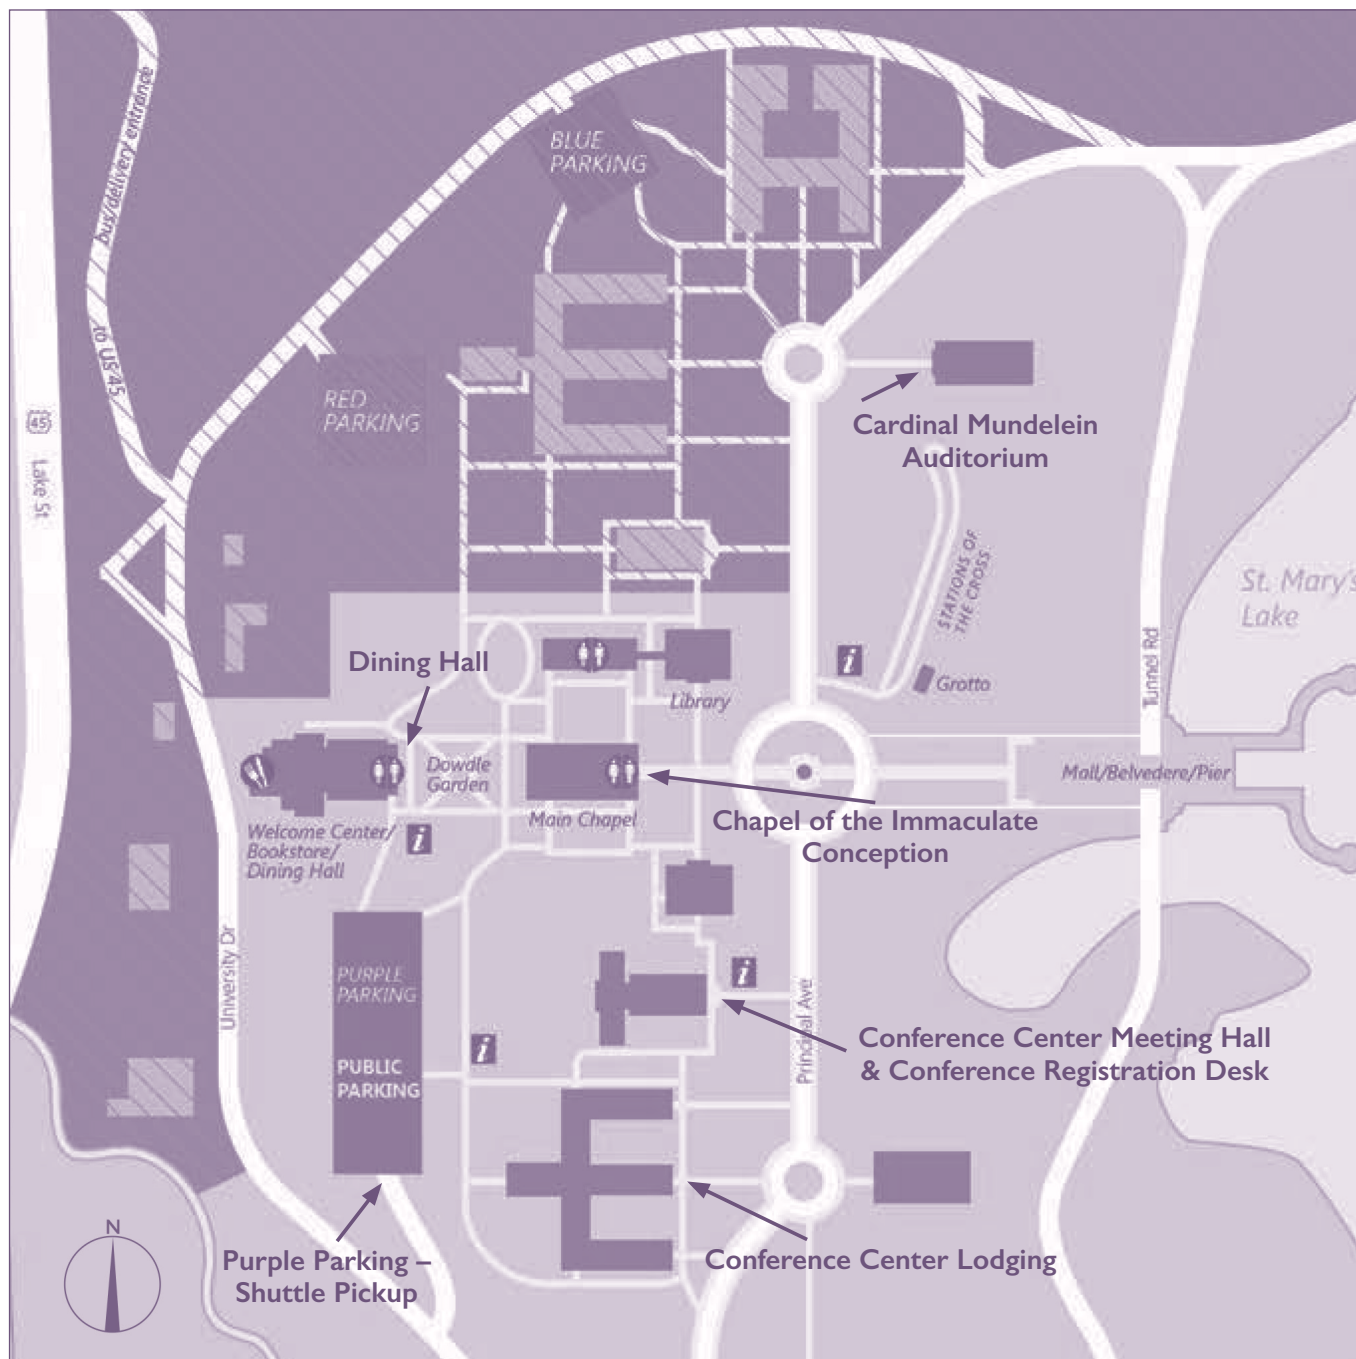 bus/delivery/visitor entrance
to US 45
BLUE
PARKING
RED
PARKING
45
Lake St
Cardinal Mundelein
Auditorium
STATIONS OF
THE CROSS
St. Mary's
Lake
Tunnel Rd
i
Grotto
Dining Hall
Library
Dowdle
Garden
Main Chapel
Mall/Belvedere/Pier
Chapel of the Immaculate
Conception
Welcome Center/
Bookstore/
Dining Hall
i
University Dr
PURPLE
PARKING
PUBLIC
PARKING
i
i
Principal Ave
Conference Center Meeting Hall
& Conference Registration Desk
N
Purple Parking –
Shuttle Pickup
Conference Center Lodging